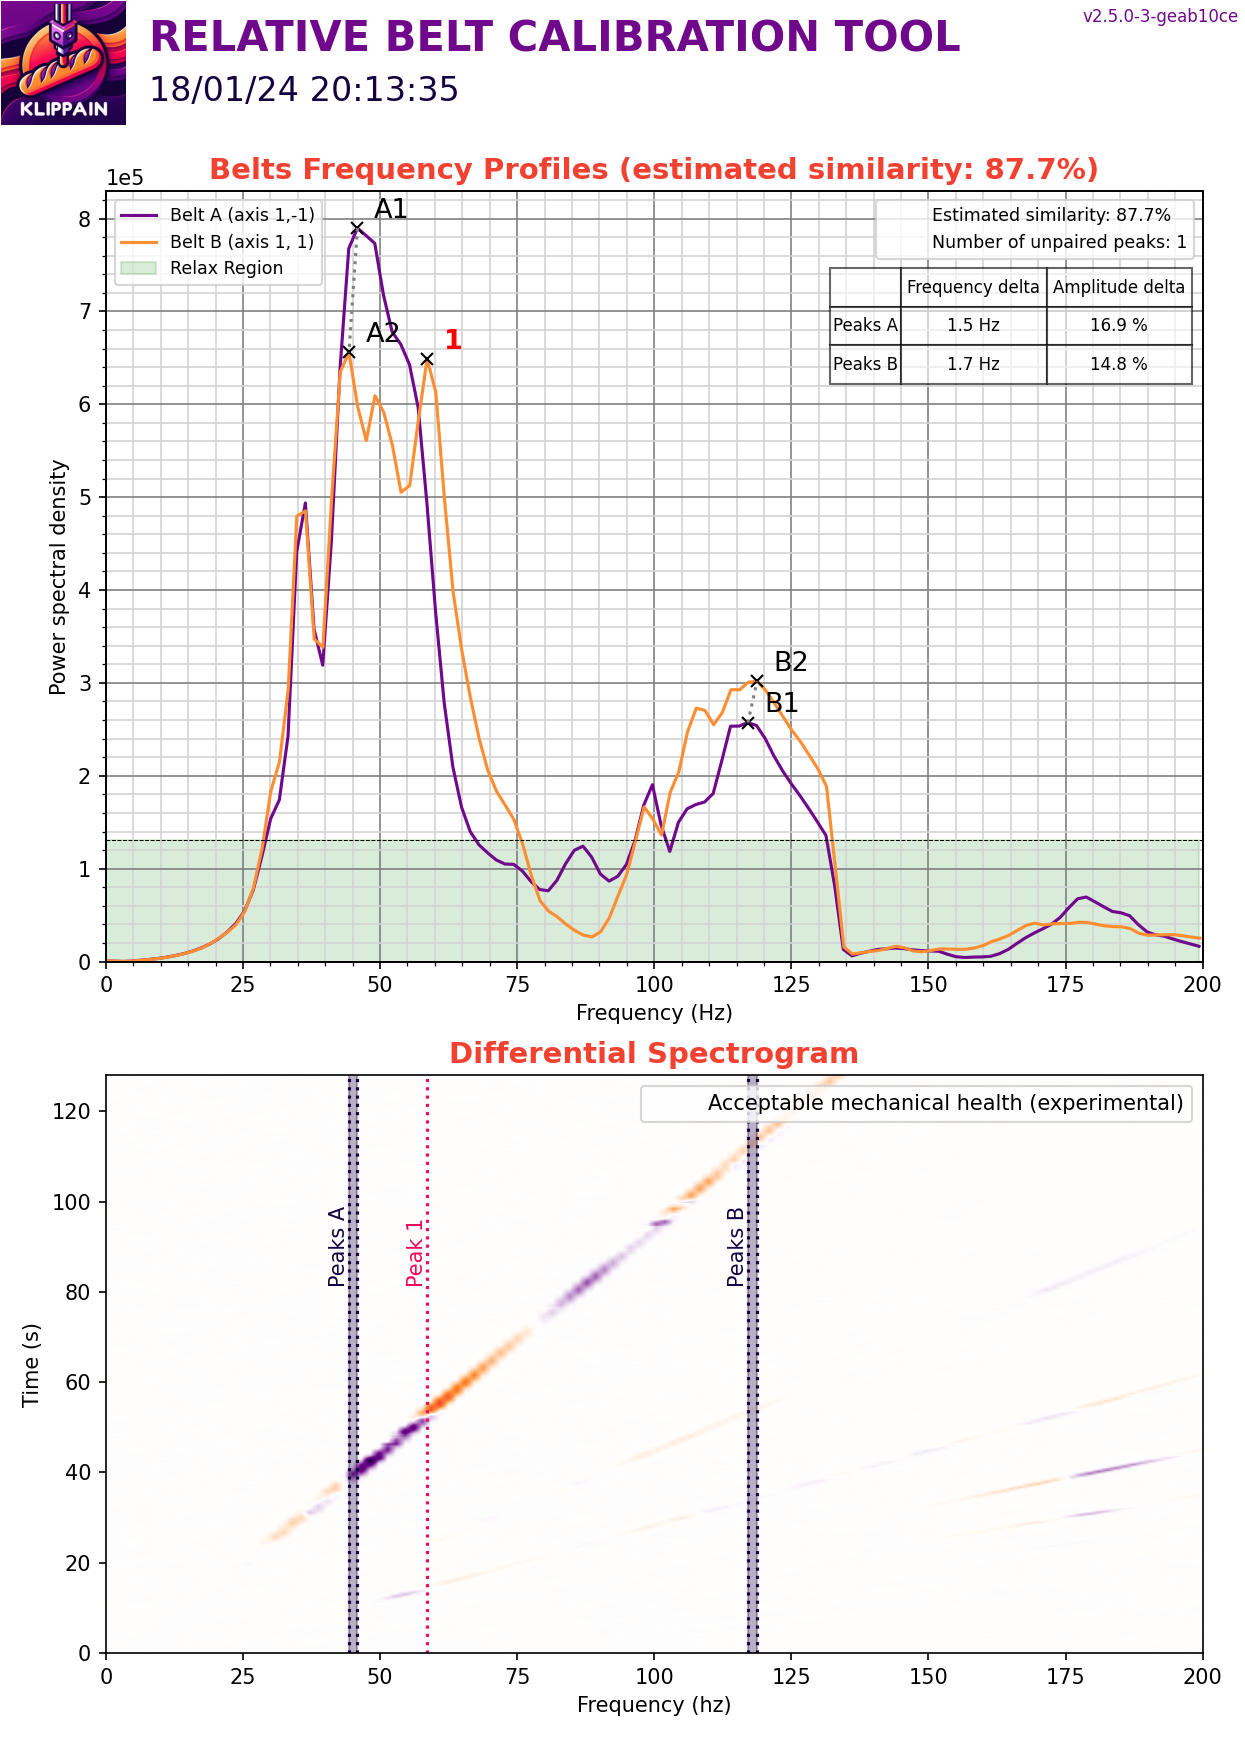 v2.5.0-3-geab10ce
RELATIVE BELT CALIBRATION TOOL
18/01/24 20:13:35
KLIPPAIN
Belts Frequency Profiles (estimated similarity: 87.7%)
1e5
Belt A (axis 1,-1)
Belt B (axis 1, 1)
Relax Region
Estimated similarity: 87.7%
Number of unpaired peaks: 1
Frequency delta Amplitude delta
Peaks A 1.5 Hz 16.9 %
Peaks B 1.7 Hz 14.8 %
A1
A2
1
B2
B1
8
7
6
5
4
3
2
1
0
Power spectral density
0 25 50 75 100 125 150 175 200
Frequency (Hz)
Differential Spectrogram
Acceptable mechanical health (experimental)
Peaks A
Peak 1
Peaks B
120
100
80
60
40
20
0
Time (s)
0 25 50 75 100 125 150 175 200
Frequency (hz)